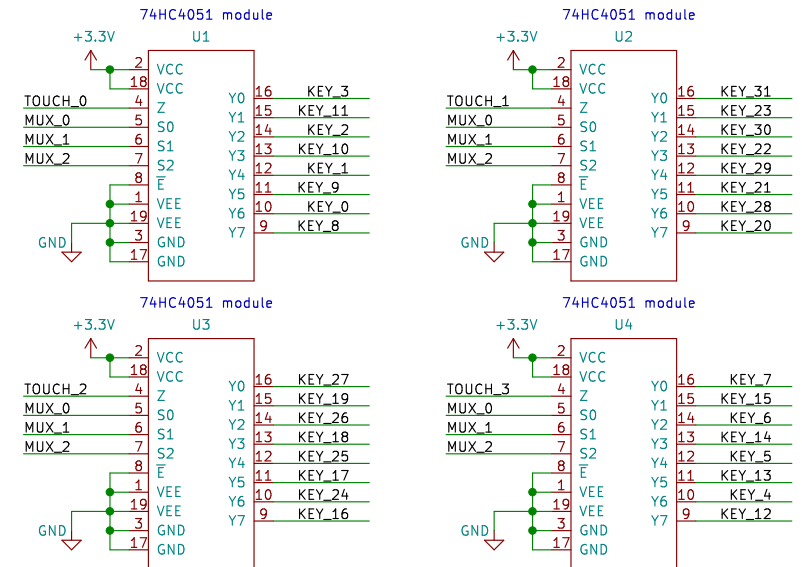 74HC4051 module
U1
+3.3V
2 VCC
18 VCC
TOUCH_0 4 Z
MUX_0 5 S0
MUX_1 6 S1
MUX_2 7 S2
8 E
1 VEE
19 VEE
GND 3 GND
17 GND
Y0 16 KEY_3
Y1 15 KEY_11
Y2 14 KEY_2
Y3 13 KEY_10
Y4 12 KEY_1
Y5 11 KEY_9
Y6 10 KEY_0
Y7 9 KEY_8
74HC4051 module
U2
+3.3V
2 VCC
18 VCC
TOUCH_1 4 Z
MUX_0 5 S0
MUX_1 6 S1
MUX_2 7 S2
8 E
1 VEE
19 VEE
GND 3 GND
17 GND
Y0 16 KEY_31
Y1 15 KEY_23
Y2 14 KEY_30
Y3 13 KEY_22
Y4 12 KEY_29
Y5 11 KEY_21
Y6 10 KEY_28
Y7 9 KEY_20
74HC4051 module
U3
+3.3V
2 VCC
18 VCC
TOUCH_2 4 Z
MUX_0 5 S0
MUX_1 6 S1
MUX_2 7 S2
8 E
1 VEE
19 VEE
GND 3 GND
17 GND
Y0 16 KEY_27
Y1 15 KEY_19
Y2 14 KEY_26
Y3 13 KEY_18
Y4 12 KEY_25
Y5 11 KEY_17
Y6 10 KEY_24
Y7 9 KEY_16
74HC4051 module
U4
+3.3V
2 VCC
18 VCC
TOUCH_3 4 Z
MUX_0 5 S0
MUX_1 6 S1
MUX_2 7 S2
8 E
1 VEE
19 VEE
GND 3 GND
17 GND
Y0 16 KEY_7
Y1 15 KEY_15
Y2 14 KEY_6
Y3 13 KEY_14
Y4 12 KEY_5
Y5 11 KEY_13
Y6 10 KEY_4
Y7 9 KEY_12